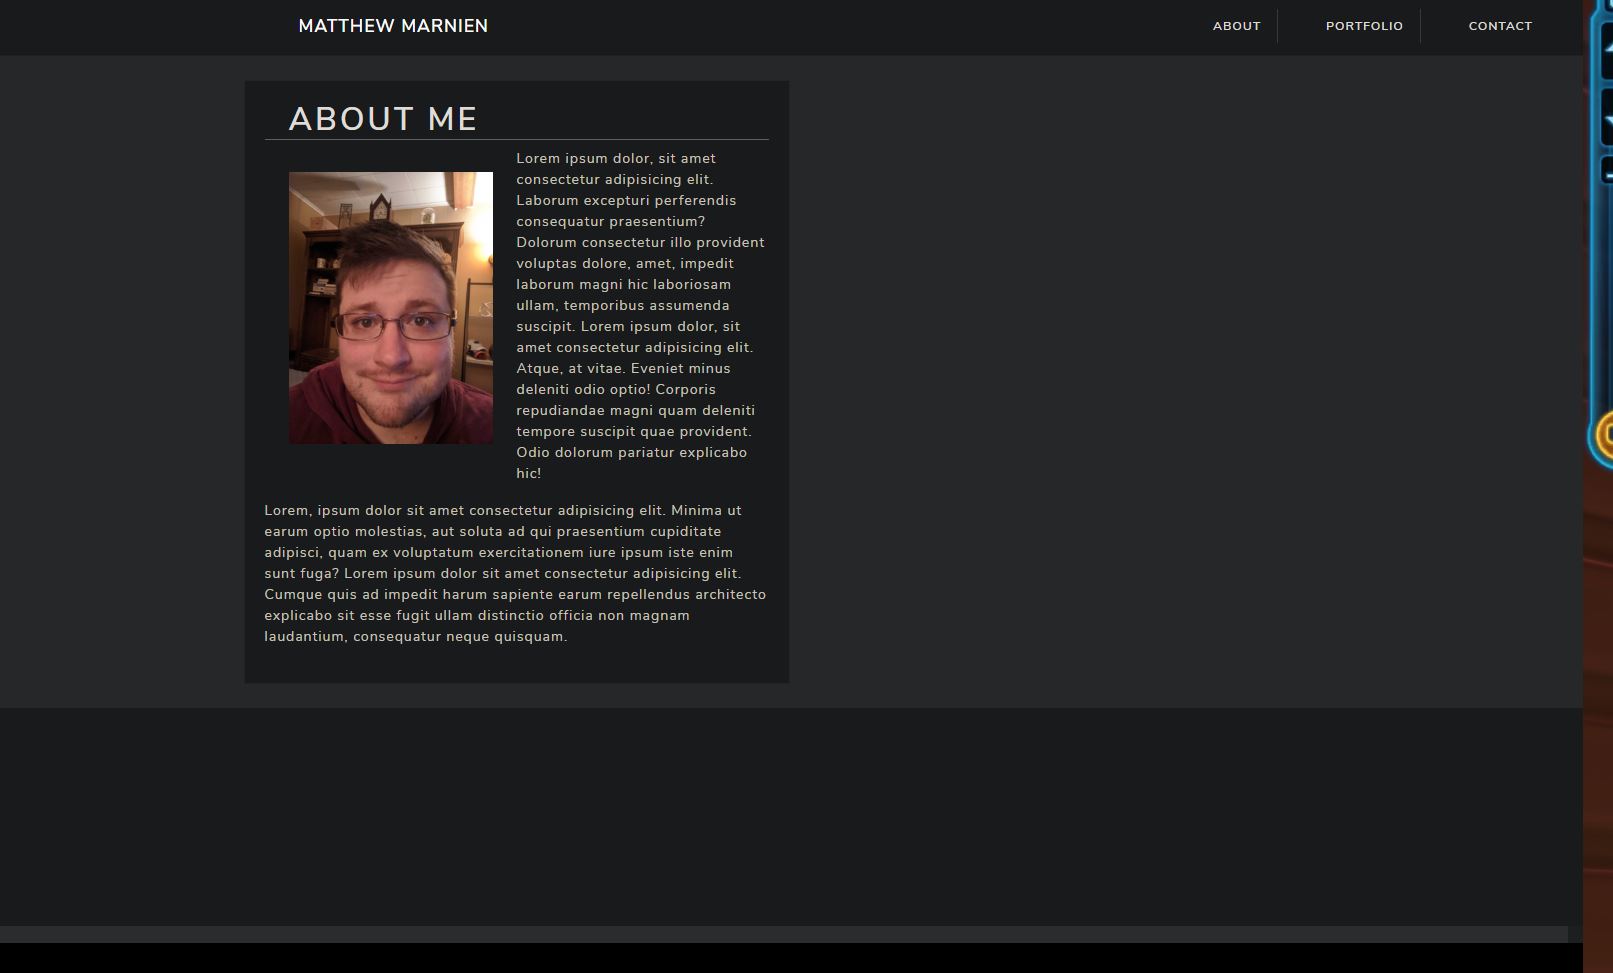 MATTHEW MARNIEN
ABOUT
PORTFOLIO
CONTACT
ABOUT ME
Lorem ipsum dolor, sit amet
consectetur adipisicing elit.
Laborum excepturi perferendis
consequatur praesentium?
Dolorum consectetur illo provident
voluptas dolore, amet, impedit
laborum magni hic laboriosam
ullam, temporibus assumenda
suscipit. Lorem ipsum dolor, sit
amet consectetur adipisicing elit.
Atque, at vitae. Eveniet minus
deleniti odio optio! Corporis
repudiandae magni quam deleniti
tempore suscipit quae provident.
Odio dolorum pariatur explicabo
hic!
Lorem, ipsum dolor sit amet consectetur adipisicing elit. Minima ut
earum optio molestias, aut soluta ad qui praesentium cupiditate
adipisci, quam ex voluptatum exercitationem iure ipsum iste enim
sunt fuga? Lorem ipsum dolor sit amet consectetur adipisicing elit.
Cumque quis ad impedit harum sapiente earum repellendus architecto
explicabo sit esse fugit ullam distinctio officia non magnam
laudantium, consequatur neque quisquam.